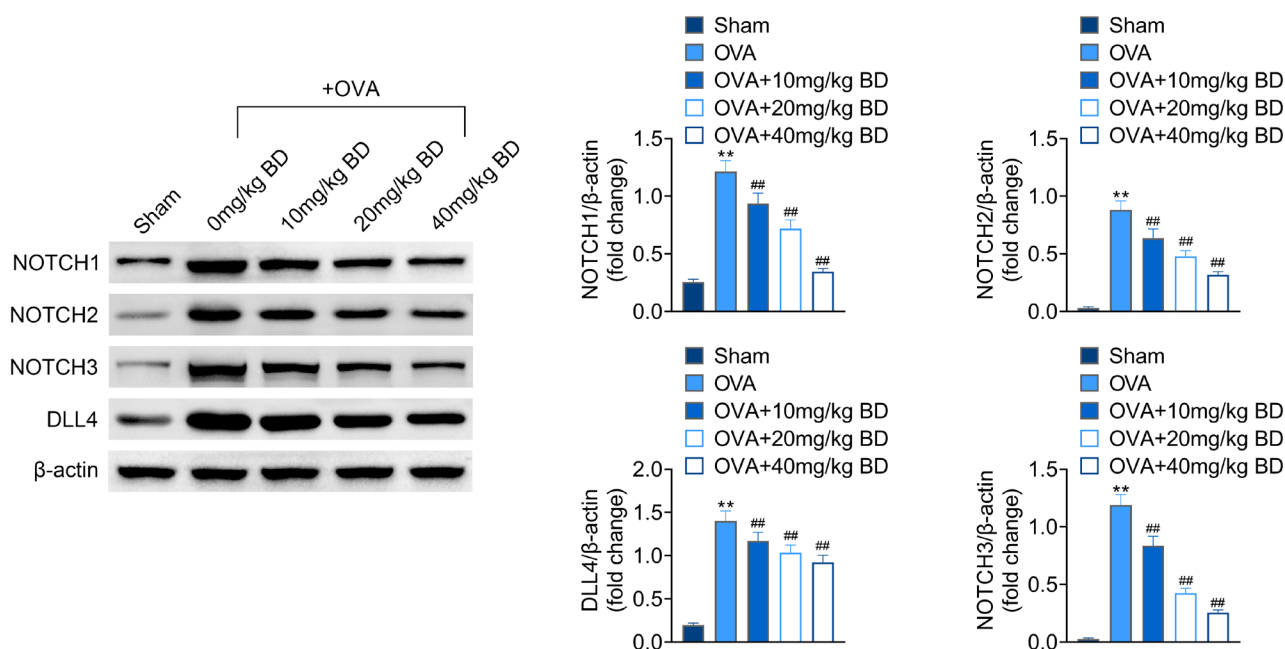 +OVA
Sham
0mg/kg BD
10mg/kg BD
20mg/kg BD
40mg/kg BD
NOTCH1
NOTCH2
NOTCH3
DLL4
β-actin
Sham
OVA
OVA+10mg/kg BD
OVA+20mg/kg BD
OVA+40mg/kg BD
NOTCH1/β-actin
(fold change)
1.5
1.0
0.5
0.0
**
##
##
##
Sham
OVA
OVA+10mg/kg BD
OVA+20mg/kg BD
OVA+40mg/kg BD
NOTCH2/β-actin
(fold change)
1.5
1.0
0.5
0.0
**
##
##
##
Sham
OVA
OVA+10mg/kg BD
OVA+20mg/kg BD
OVA+40mg/kg BD
DLL4/β-actin
(fold change)
2.0
1.5
1.0
0.5
0.0
**
##
##
##
Sham
OVA
OVA+10mg/kg BD
OVA+20mg/kg BD
OVA+40mg/kg BD
NOTCH3/β-actin
(fold change)
1.5
1.0
0.5
0.0
**
##
##
##